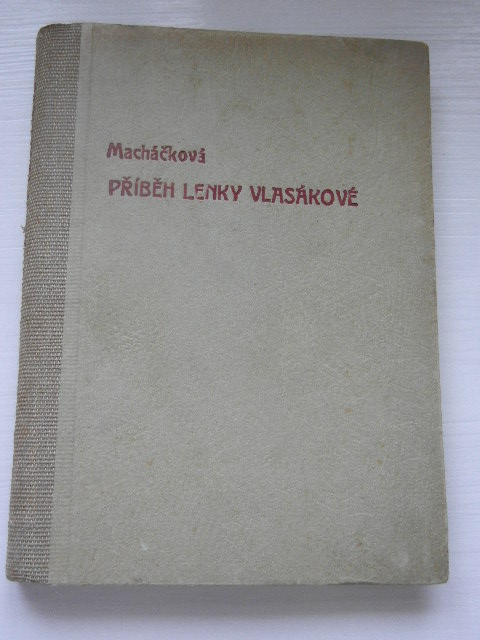 Macháčková
PŘÍBĚH LENKY VLASÁKOVÉ